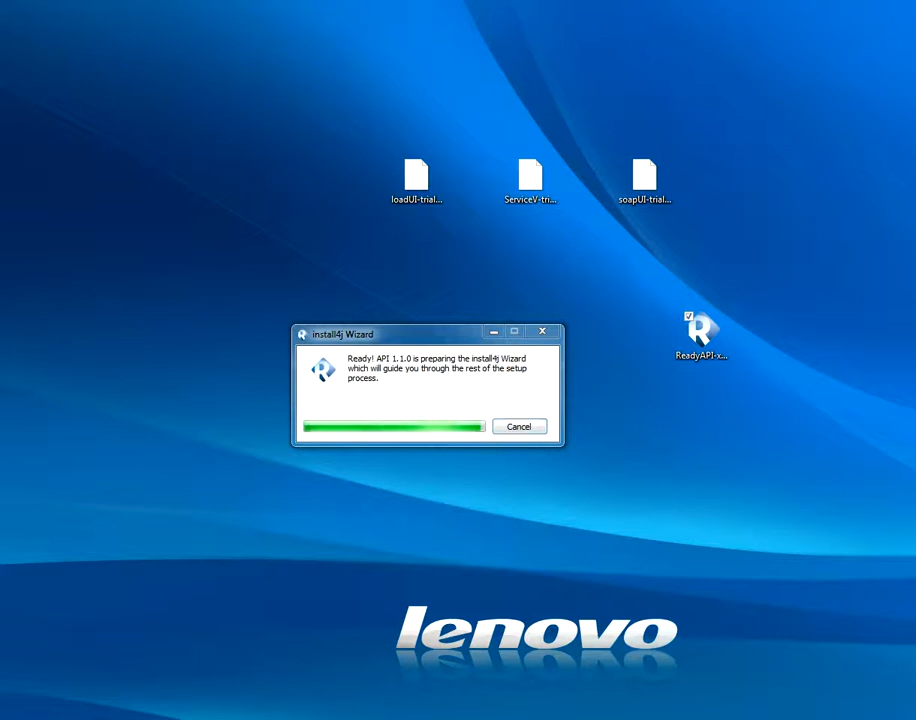 loadUI-trial...
ServiceV-tri...
soapUI-trial...
ReadyAPI-x...
install4j Wizard
Ready! API 1.1.0 is preparing the install4j Wizard
which will guide you through the rest of the setup
process.
Cancel
lenovo